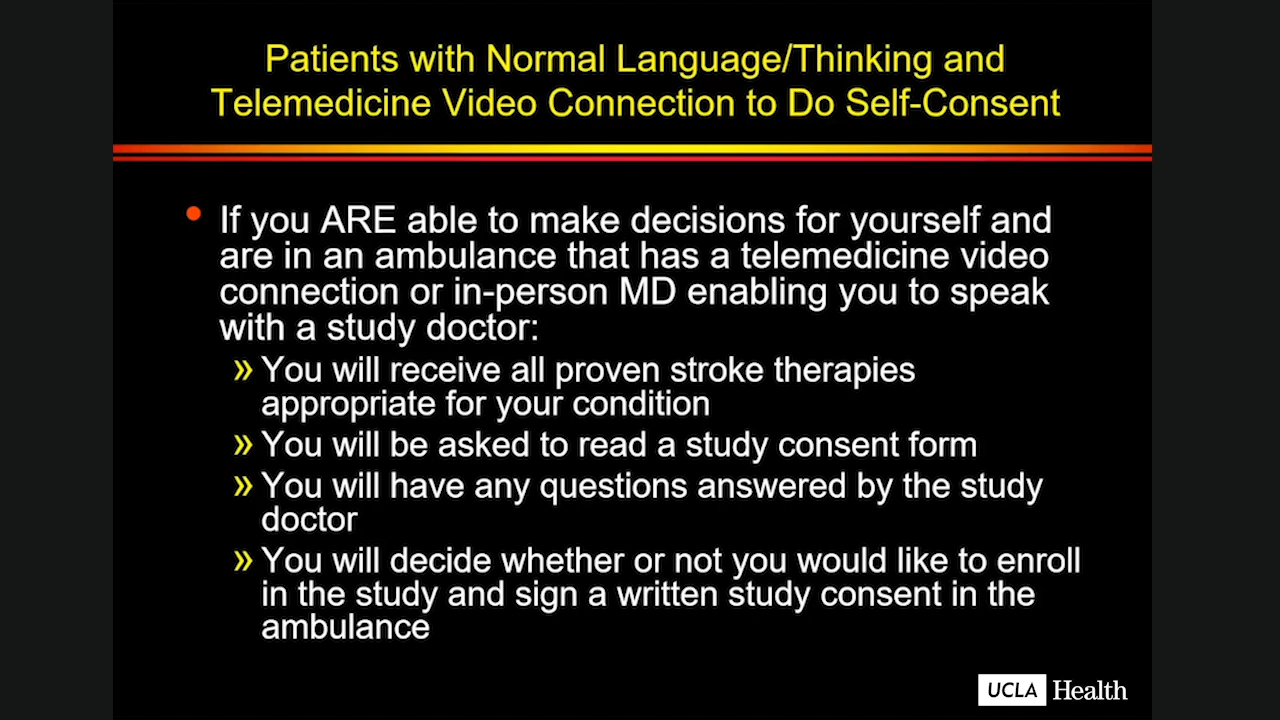 Patients with Normal Language/Thinking and
Telemedicine Video Connection to Do Self-Consent
• If you ARE able to make decisions for yourself and
are in an ambulance that has a telemedicine video
connection or in-person MD enabling you to speak
with a study doctor:
» You will receive all proven stroke therapies
appropriate for your condition
» You will be asked to read a study consent form
» You will have any questions answered by the study
doctor
» You will decide whether or not you would like to enroll
in the study and sign a written study consent in the
ambulance
UCLA Health